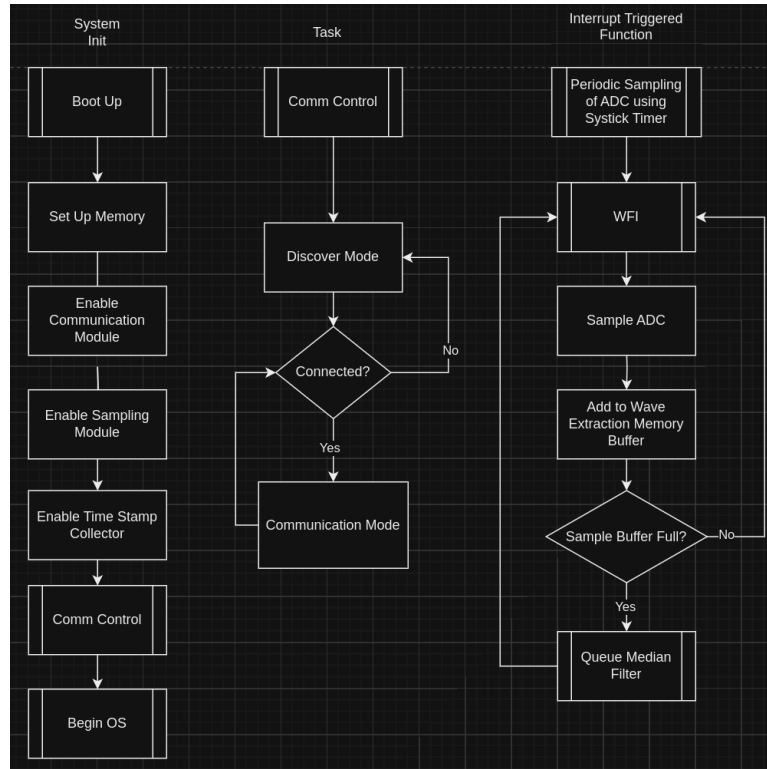 System
Init
Boot Up
Set Up Memory
Enable
Communication
Module
Enable Sampling
Module
Enable Time Stamp
Collector
Comm Control
Begin OS
Task
Comm Control
Discover Mode
Connected?
No
Yes
Communication Mode
Interrupt Triggered
Function
Periodic Sampling
of ADC using
Systick Timer
WFI
Sample ADC
Add to Wave
Extraction Memory
Buffer
Sample Buffer Full?
No
Yes
Queue Median
Filter